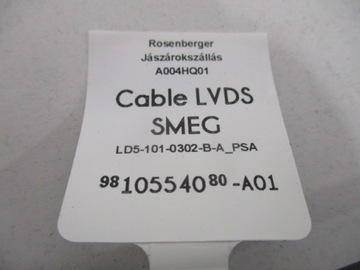 Rosenberger
Jászárokszállás
A004HQ01
Cable LVDS
SMEG
LD5-101-0302-B-A_PSA
98 105540 80 -A01